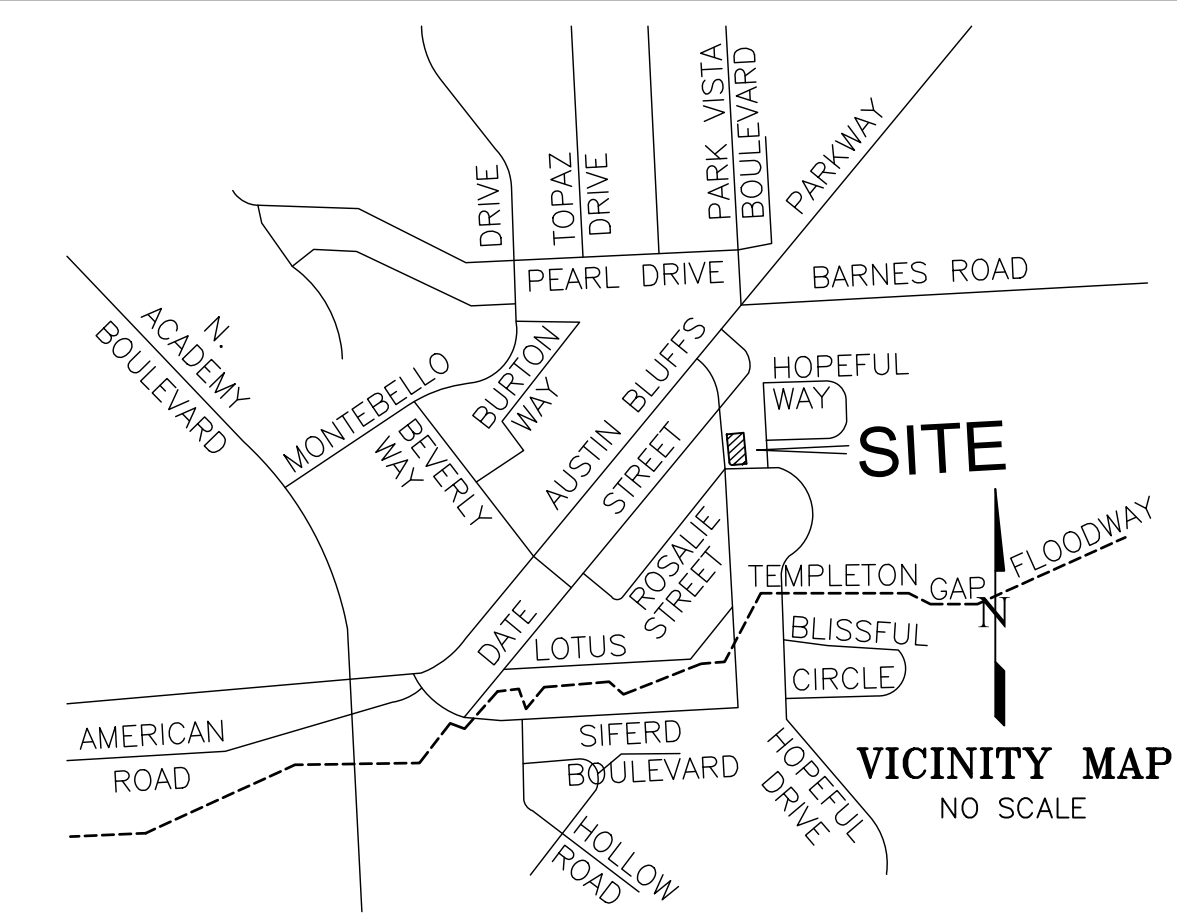 DRIVE
TOPAZ
DRIVE
PARK VISTA
BOULEVARD
PARKWAY
PEARL DRIVE
BARNES ROAD
N.
ACADEMY
BOULEVARD
MONTEBELLO
BURTON
WAY
BEVERLY
WAY
AUSTIN BLUFFS
STREET
HOPEFUL
WAY
SITE
ROSALIE
STREET
TEMPLETON GAP FLOODWAY
N
DATE
LOTUS
BLISSFUL
CIRCLE
AMERICAN
ROAD
SIFERD
BOULEVARD
HOPEFUL
DRIVE
HOLLOW
ROAD
VICINITY MAP
NO SCALE